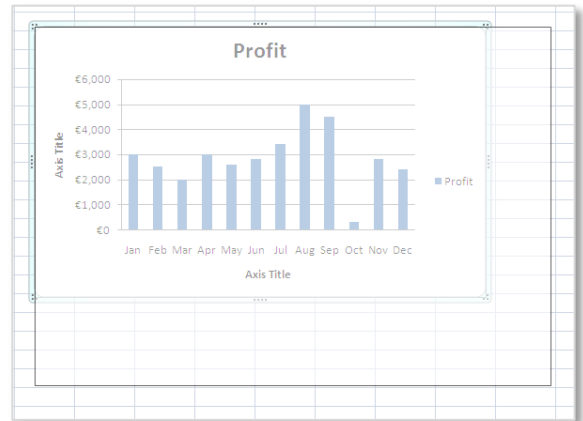 Profit
€6,000
€5,000
€4,000
€3,000
€2,000
€1,000
€0
Axis Title
Jan Feb Mar Apr May Jun Jul Aug Sep Oct Nov Dec
Axis Title
Profit